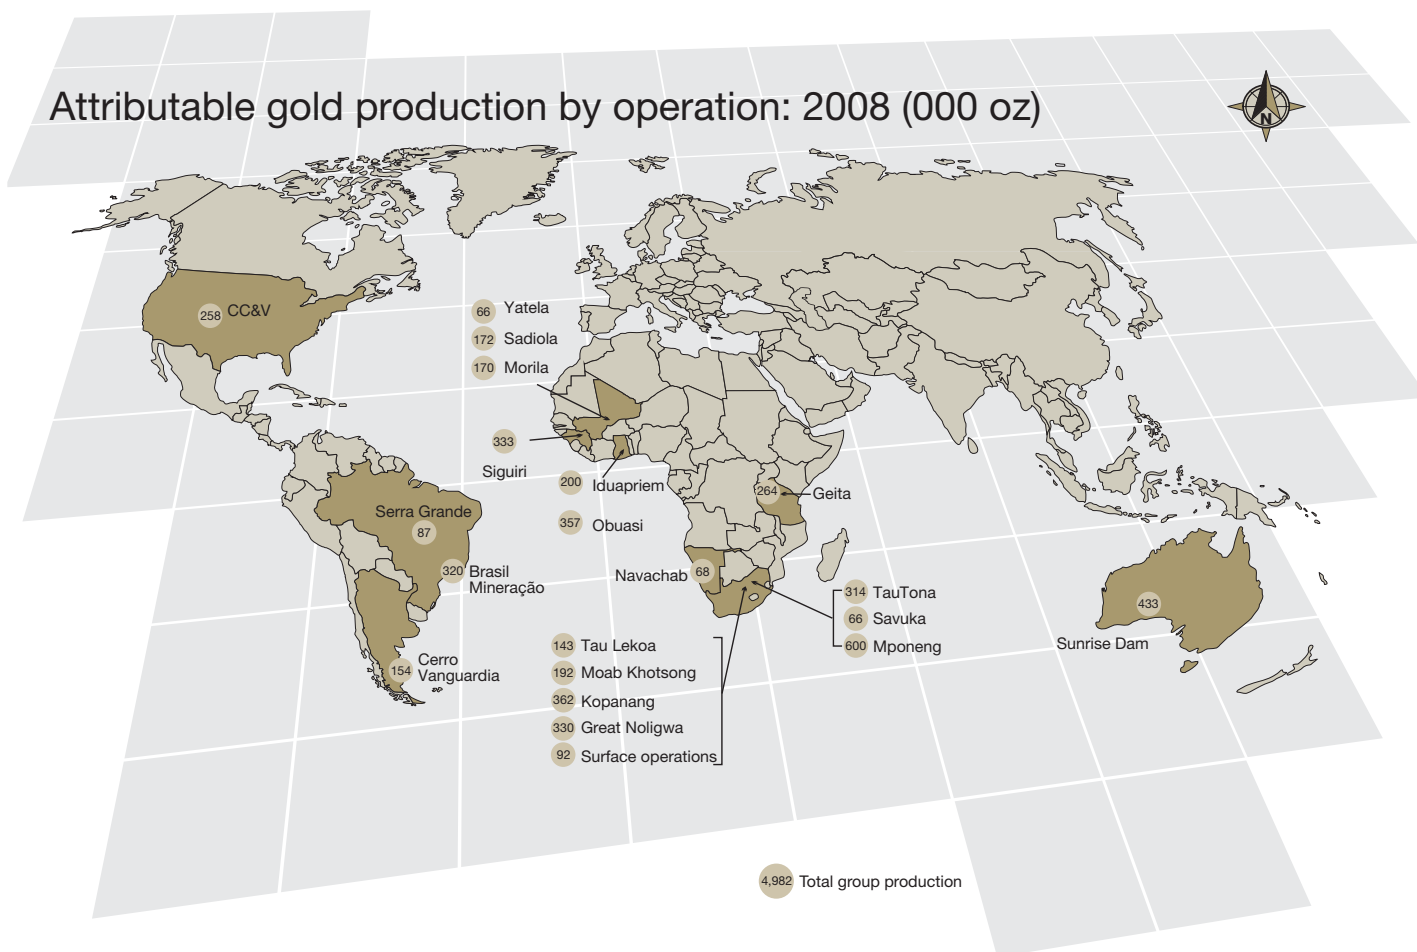 Attributable gold production by operation: 2008 (000 oz)
N
258 CC&V
66 Yatela
172 Sadiola
170 Morila
333
Siguiri
200 Iduapriem
357 Obuasi
264 Geita
Serra Grande
87
320 Brasil
Mineração
Navachab 68
314 TauTona
66 Savuka
600 Mponeng
433
Sunrise Dam
154 Cerro
Vanguardia
143 Tau Lekoa
192 Moab Khotsong
362 Kopanang
330 Great Noligwa
92 Surface operations
4,982 Total group production